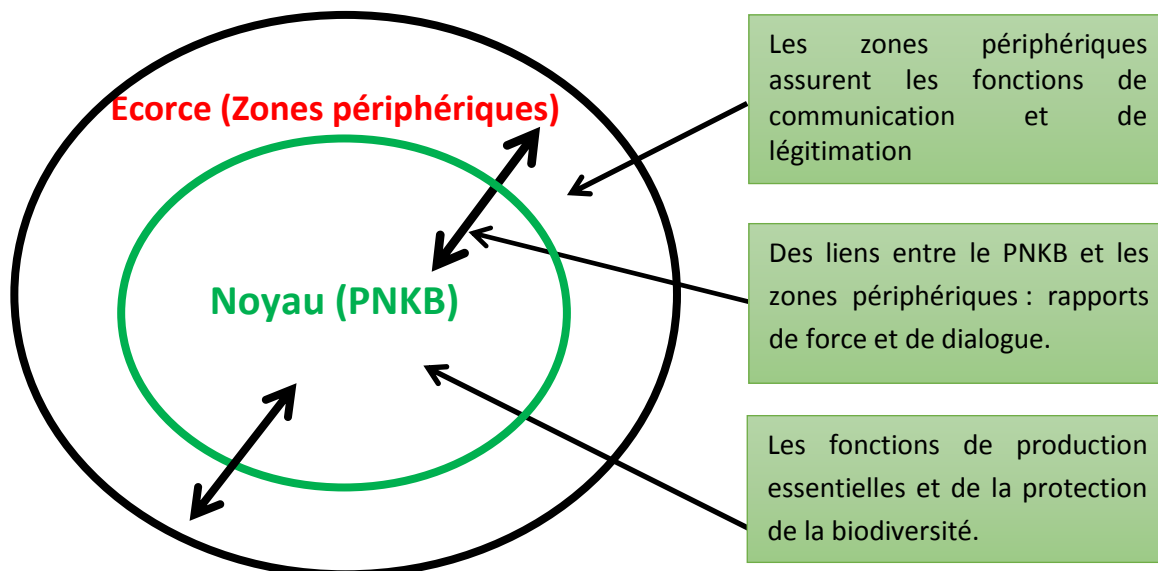 Ecorce (Zones périphériques)
Noyau (PNKB)
Les zones périphériques
assurent les fonctions de
communication et de
légitimation
Des liens entre le PNKB et les
zones périphériques : rapports
de force et de dialogue.
Les fonctions de production
essentielles et de la protection
de la biodiversité.